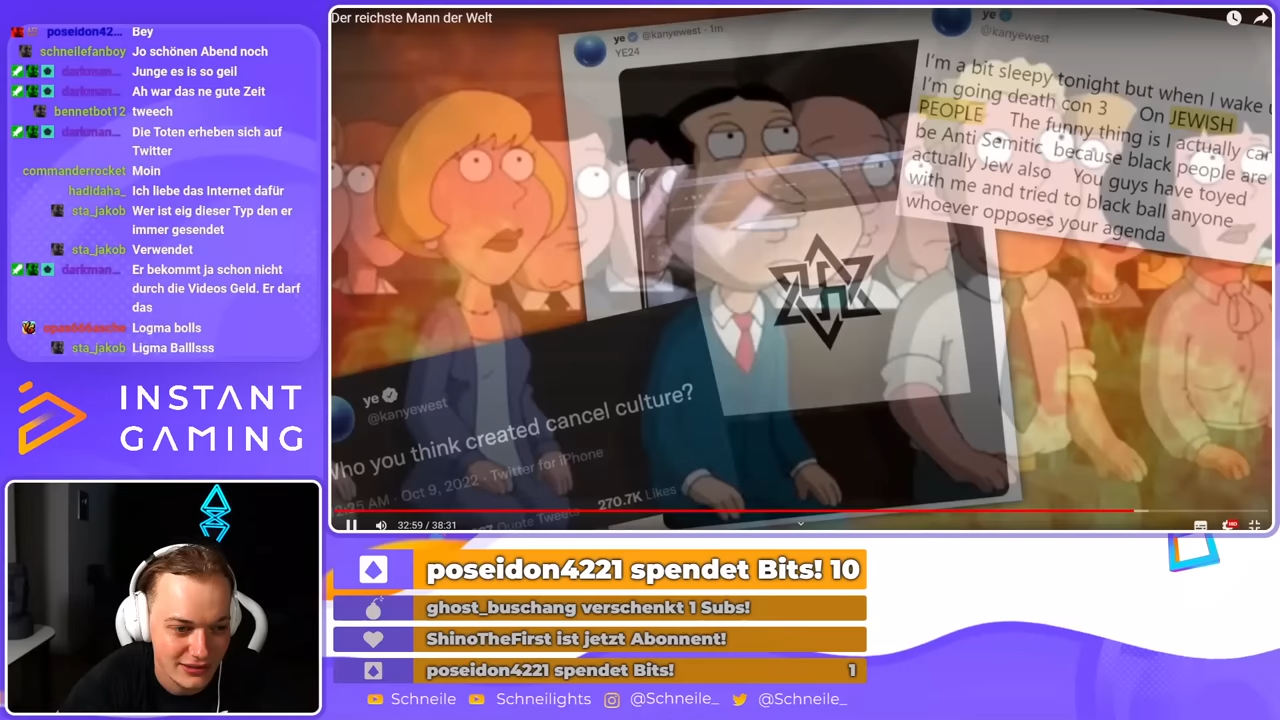 poseidon42... Bey
schneilefanboy Jo schönen Abend noch
darkman... Junge es is so geil
darkman... Ah war das ne gute Zeit
bennetbot12 tweech
darkman... Die Toten erheben sich auf
Twitter
commanderrocket Moin
hadIdaha_ Ich liebe das Internet dafür
sta_jakob Wer ist eig dieser Typ den er
immer gesendet
sta_jakob Verwendet
darkman... Er bekommt ja schon nicht
durch die Videos Geld. Er darf
das
Logma bolls
sta_jakob Ligma Balllsss
INSTANT
GAMING
Der reichste Mann der Welt
ye @kanyewest · 1m
YE24
ye
@kanyewest
I'm a bit sleepy tonight but when I wake
I'm going death con 3 On JEWISH
PEOPLE The funny thing is I actually can
be Anti Semitic because black people are
actually Jew also You guys have toyed
with me and tried to black ball anyone
whoever opposes your agenda
ye
@kanyewest
Who you think created cancel culture?
2:25 AM · Oct 9, 2022 · Twitter for iPhone
Quote Tweets 270.7K Likes
32:59 / 38:31
HD
poseidon4221 spendet Bits! 10
ghost_buschang verschenkt 1 Subs!
ShinoTheFirst ist jetzt Abonnent!
poseidon4221 spendet Bits! 1
Schneile Schneilights @Schneile_ @Schneile_